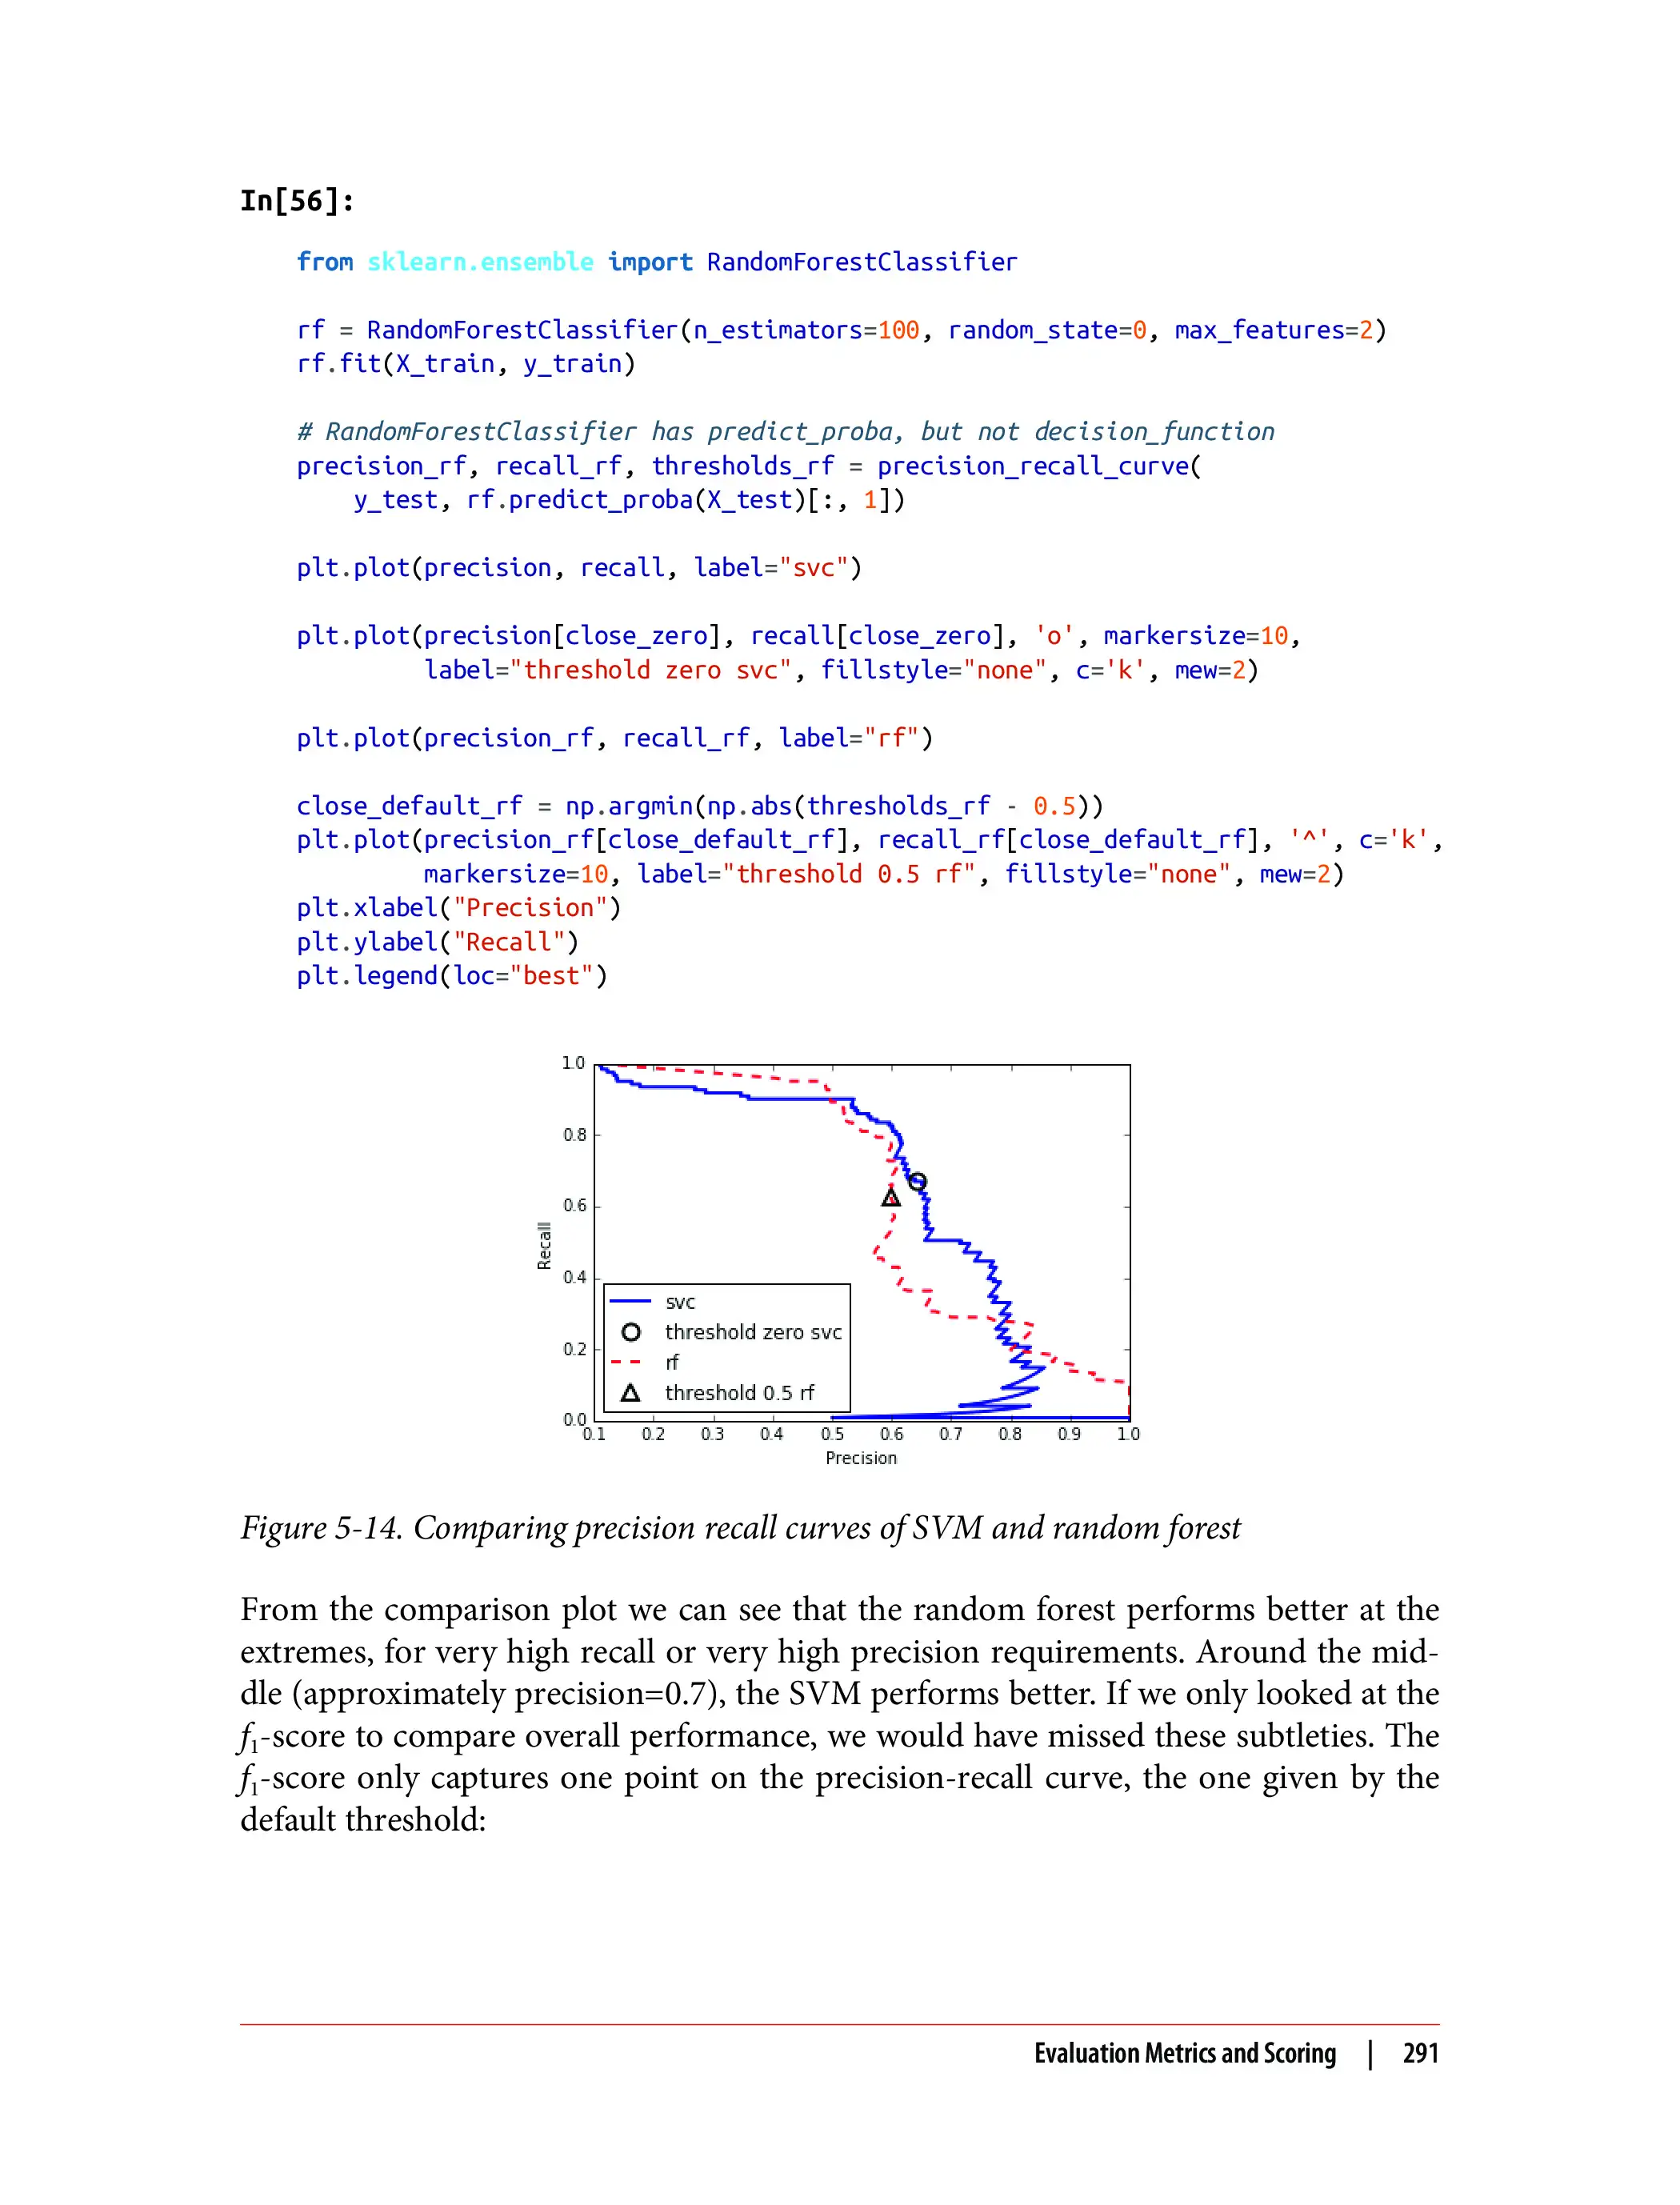 In[56]:
from sklearn.ensemble import RandomForestClassifier
rf = RandomForestClassifier(n_estimators=100, random_state=0, max_features=2)
rf.fit(X_train, y_train)
# RandomForestClassifier has predict_proba, but not decision_function
precision_rf, recall_rf, thresholds_rf = precision_recall_curve(
    y_test, rf.predict_proba(X_test)[:, 1])
plt.plot(precision, recall, label="svc")
plt.plot(precision[close_zero], recall[close_zero], 'o', markersize=10,
         label="threshold zero svc", fillstyle="none", c='k', mew=2)
plt.plot(precision_rf, recall_rf, label="rf")
close_default_rf = np.argmin(np.abs(thresholds_rf - 0.5))
plt.plot(precision_rf[close_default_rf], recall_rf[close_default_rf], '^', c='k',
         markersize=10, label="threshold 0.5 rf", fillstyle="none", mew=2)
plt.xlabel("Precision")
plt.ylabel("Recall")
plt.legend(loc="best")
1.0
0.8
0.6
0.4
0.2
0.0
Recall
svc
threshold zero svc
rf
threshold 0.5 rf
0.1 0.2 0.3 0.4 0.5 0.6 0.7 0.8 0.9 1.0
Precision
Figure 5-14. Comparing precision recall curves of SVM and random forest
From the comparison plot we can see that the random forest performs better at the
extremes, for very high recall or very high precision requirements. Around the mid-
dle (approximately precision=0.7), the SVM performs better. If we only looked at the
f1-score to compare overall performance, we would have missed these subtleties. The
f1-score only captures one point on the precision-recall curve, the one given by the
default threshold:
Evaluation Metrics and Scoring | 291